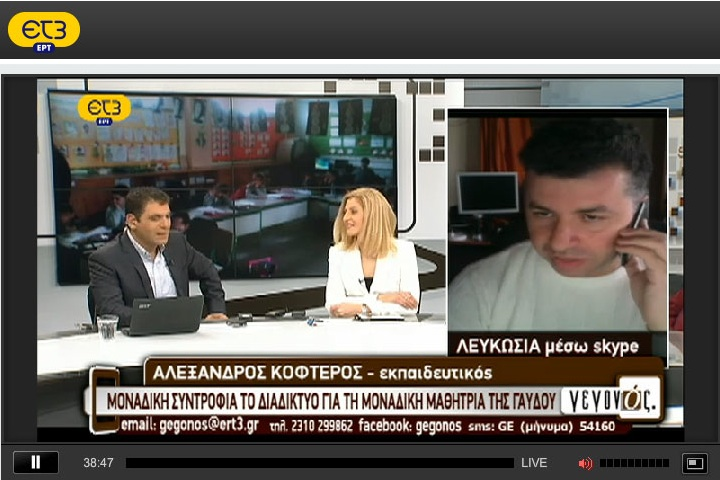 ΕΤ3
ΕΡΤ
ΕΤ3
ΕΡΤ
ΛΕΥΚΩΣΙΑ μέσω skype
ΑΛΕΞΑΝΔΡΟΣ ΚΟΦΤΕΡΟΣ - εκπαιδευτικός
ΜΟΝΑΔΙΚΗ ΣΥΝΤΡΟΦΙΑ ΤΟ ΔΙΑΔΙΚΤΥΟ ΓΙΑ ΤΗ ΜΟΝΑΔΙΚΗ ΜΑΘΗΤΡΙΑ ΤΗΣ ΓΑΥΔΟΥ γεγονός.
email: gegonos@ert3.gr τηλ. 2310 299862 facebook: gegonos sms: GE (μήνυμα) 54160
38:47 LIVE